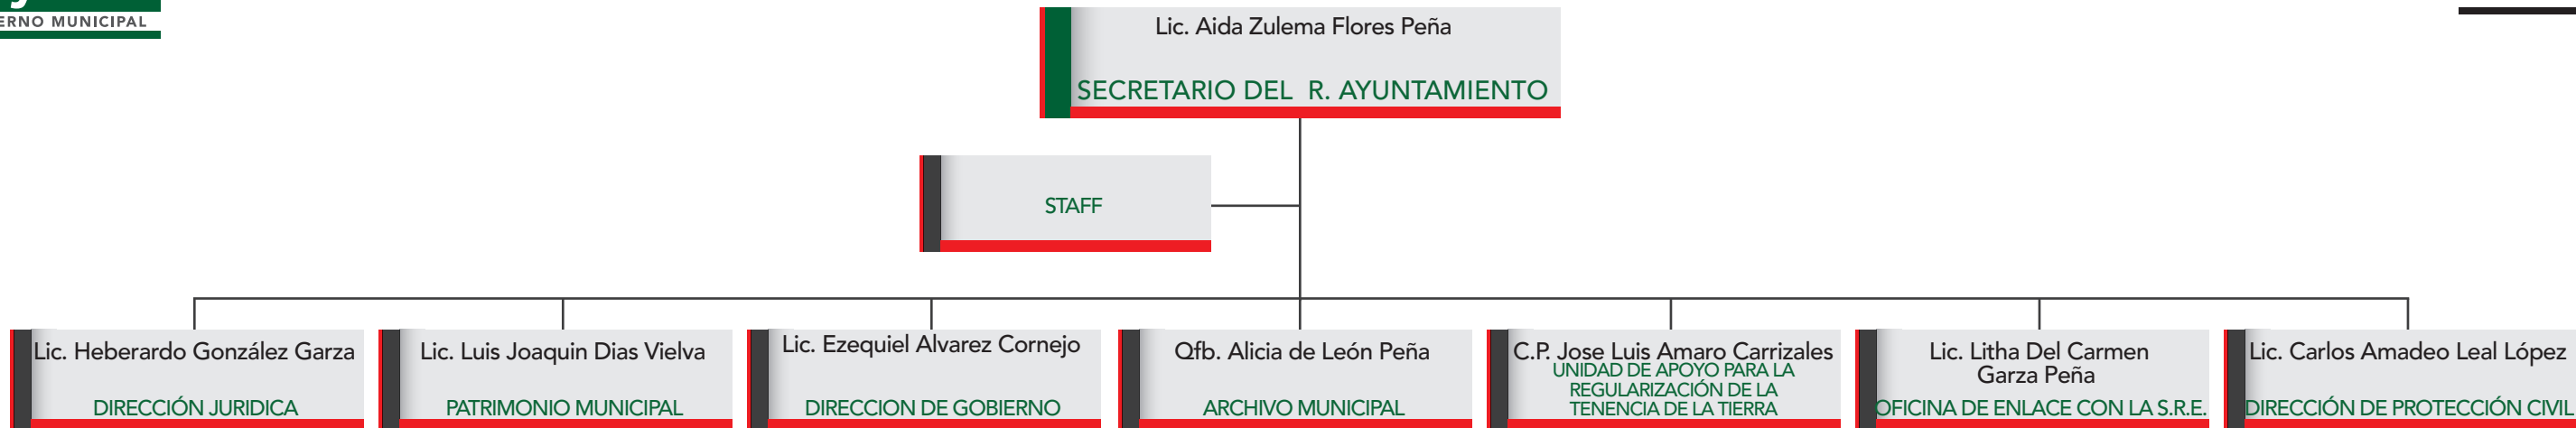 ERNO MUNICIPAL
Lic. Aida Zulema Flores Peña
SECRETARIO DEL R. AYUNTAMIENTO
STAFF
Lic. Heberardo González Garza
DIRECCIÓN JURIDICA
Lic. Luis Joaquin Dias Vielva
PATRIMONIO MUNICIPAL
Lic. Ezequiel Alvarez Cornejo
DIRECCION DE GOBIERNO
Qfb. Alicia de León Peña
ARCHIVO MUNICIPAL
C.P. Jose Luis Amaro Carrizales
UNIDAD DE APOYO PARA LA
REGULARIZACIÓN DE LA
TENENCIA DE LA TIERRA
Lic. Litha Del Carmen
Garza Peña
OFICINA DE ENLACE CON LA S.R.E.
Lic. Carlos Amadeo Leal López
DIRECCIÓN DE PROTECCIÓN CIVIL